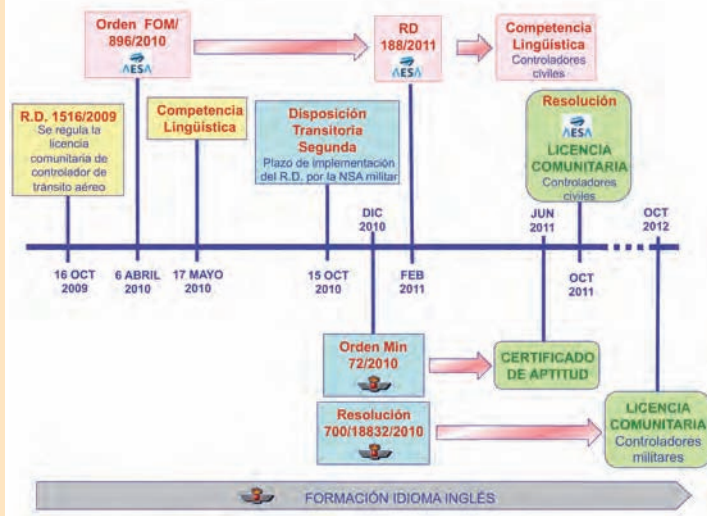 Orden FOM/
896/2010
AESA
RD
188/2011
AESA
Competencia
Lingüística
Controladores
civiles
R.D. 1516/2009
Se regula la
licencia
comunitaria de
controlador de
tránsito aéreo
Competencia
Lingüística
Disposición
Transitoria
Segunda
Plazo de implementación
del R.D. por la NSA militar
Resolución
AESA
LICENCIA
COMUNITARIA
Controladores
civiles
DIC
2010
JUN
2011
OCT
2012
16 OCT
2009
6 ABRIL
2010
17 MAYO
2010
15 OCT
2010
FEB
2011
OCT
2011
Orden Min
72/2010
CERTIFICADO
DE APTITUD
Resolución
700/18832/2010
LICENCIA
COMUNITARIA
Controladores
militares
FORMACIÓN IDIOMA INGLÉS